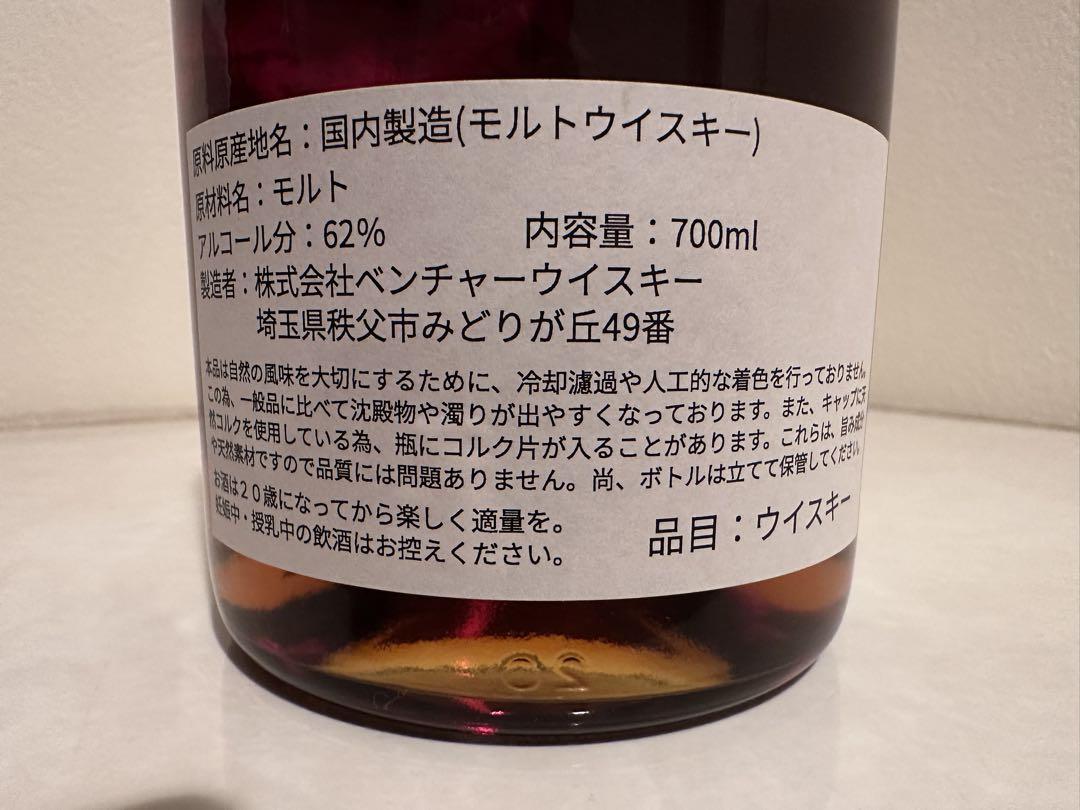 原料原産地名：国内製造(モルトウイスキー)
原材料名：モルト
アルコール分：62% 内容量：700ml
製造者：株式会社ベンチャーウイスキー
埼玉県秩父市みどりが丘49番
本品は自然の風味を大切にするために、冷却濾過や人工的な着色を行っておりません。
この為、一般品に比べて沈殿物や濁りが出やすくなっております。また、キャップに天
然コルクを使用している為、瓶にコルク片が入ることがあります。これらは、旨み成分
や天然素材ですので品質には問題ありません。尚、ボトルは立てて保管してください。
お酒は20歳になってから楽しく適量を。
妊娠中・授乳中の飲酒はお控えください。
品目：ウイスキー